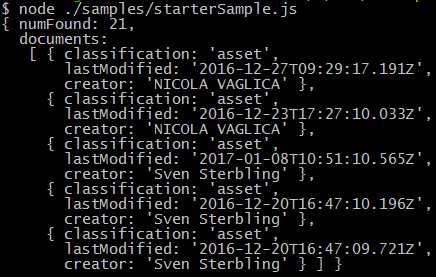 $ node ./samples/starterSample.js
{ numFound: 21,
  documents:
   [ { classification: 'asset',
       lastModified: '2016-12-27T09:29:17.191Z',
       creator: 'NICOLA VAGLICA' },
     { classification: 'asset',
       lastModified: '2016-12-23T17:27:10.033Z',
       creator: 'NICOLA VAGLICA' },
     { classification: 'asset',
       lastModified: '2017-01-08T10:51:10.565Z',
       creator: 'Sven Sterbling' },
     { classification: 'asset',
       lastModified: '2016-12-20T16:47:10.196Z',
       creator: 'Sven Sterbling' },
     { classification: 'asset',
       lastModified: '2016-12-20T16:47:09.721Z',
       creator: 'Sven Sterbling' } ] }